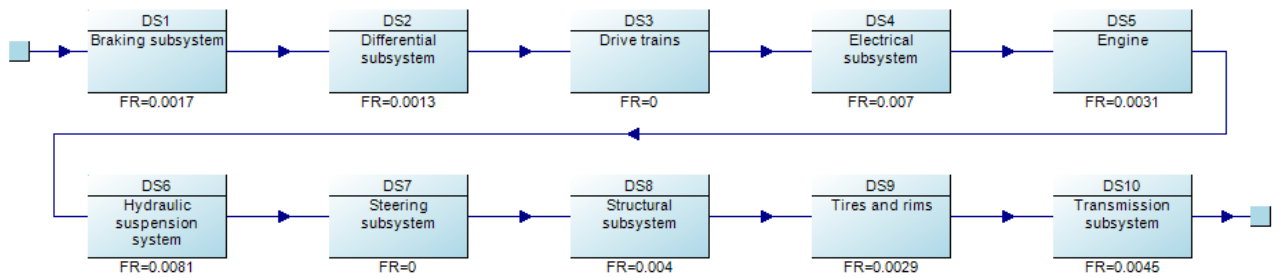 DS1
Braking subsystem
FR=0.0017
DS2
Differential
subsystem
FR=0.0013
DS3
Drive trains
FR=0
DS4
Electrical
subsystem
FR=0.007
DS5
Engine
FR=0.0031
DS6
Hydraulic
suspension
system
FR=0.0081
DS7
Steering
subsystem
FR=0
DS8
Structural
subsystem
FR=0.004
DS9
Tires and rims
FR=0.0029
DS10
Transmission
subsystem
FR=0.0045